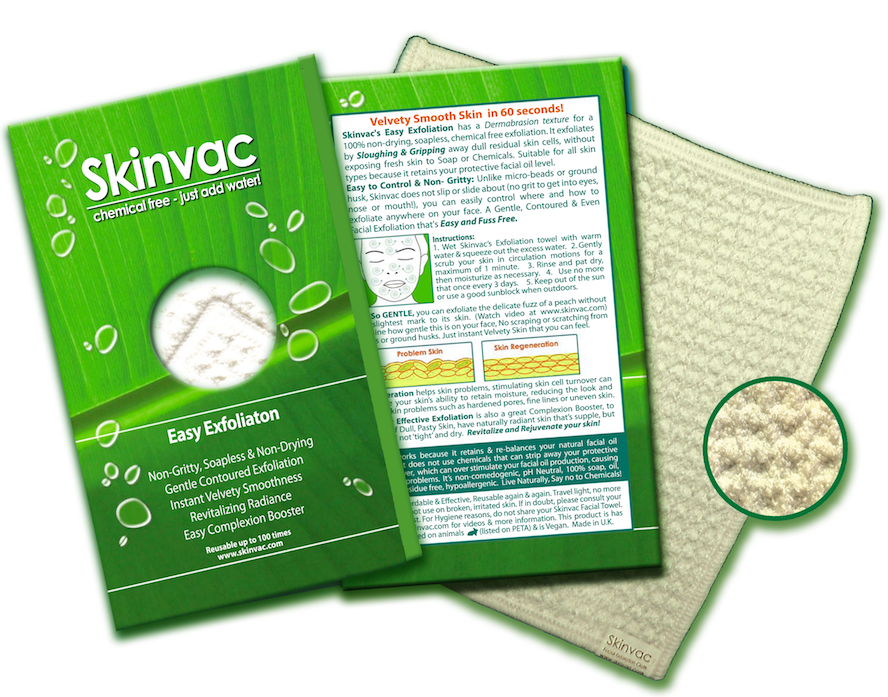 Skinvac
chemical free - just add water!
Easy Exfoliaton
Non-Gritty, Soapless & Non-Drying
Gentle Contoured Exfoliation
Instant Velvety Smoothness
Revitalizing Radiance
Easy Complexion Booster
Reusable up to 100 times
www.skinvac.com
Velvety Smooth Skin in 60 seconds!
Skinvac's Easy Exfoliation has a Dermabrasion texture for a
100% non-drying, soapless, chemical free exfoliation. It exfoliates
by Sloughing & Gripping away dull residual skin cells, without
exposing fresh skin to Soap or Chemicals. Suitable for all skin
types because it retains your protective facial oil level.
Easy to Control & Non- Gritty: Unlike micro-beads or ground
husk, Skinvac does not slip or slide about (no grit to get into eyes,
nose or mouth!), you can easily control where and how to
exfoliate anywhere on your face. A Gentle, Contoured & Even
Facial Exfoliation that's Easy and Fuss Free.
Instructions:
1. Wet Skinvac's Exfoliation towel with warm
water & squeeze out the excess water. 2. Gently
scrub your skin in circulation motions for a
maximum of 1 minute. 3. Rinse and pat dry,
then moisturize as necessary. 4. Use no more
that once every 3 days. 5. Keep out of the sun
or use a good sunblock when outdoors.
So GENTLE, you can exfoliate the delicate fuzz of a peach without
slightest mark to its skin. (Watch video at www.skinvac.com)
ine how gentle this is on your face, No scraping or scratching from
s or ground husks. Just instant Velvety Skin that you can feel.
Problem Skin
Skin Regeneration
eration helps skin problems, stimulating skin cell turnover can
e your skin's ability to retain moisture, reducing the look and
kin problems such as hardened pores, fine lines or uneven skin.
Effective Exfoliation is also a great Complexion Booster, to
f Dull, Pasty Skin, have naturally radiant skin that's supple, but
not 'tight' and dry. Revitalize and Rejuvenate your skin!
orks because it retains & re-balances your natural facial oil
t does not use chemicals that can strip away your protective
er, which can over stimulate your facial oil production, causing
problems. It's non-comedogenic, pH Neutral, 100% soap, oil,
sidue free, hypoallergenic. Live Naturally, Say no to Chemicals!
rdable & Effective, Reusable again & again. Travel light, no more
ot use on broken, irritated skin. If in doubt, please consult your
st. For Hygiene reasons, do not share your Skinvac Facial Towel.
invac.com for videos & more information. This product is has
ed on animals (listed on PETA) & is Vegan. Made in U.K.
Skinvac